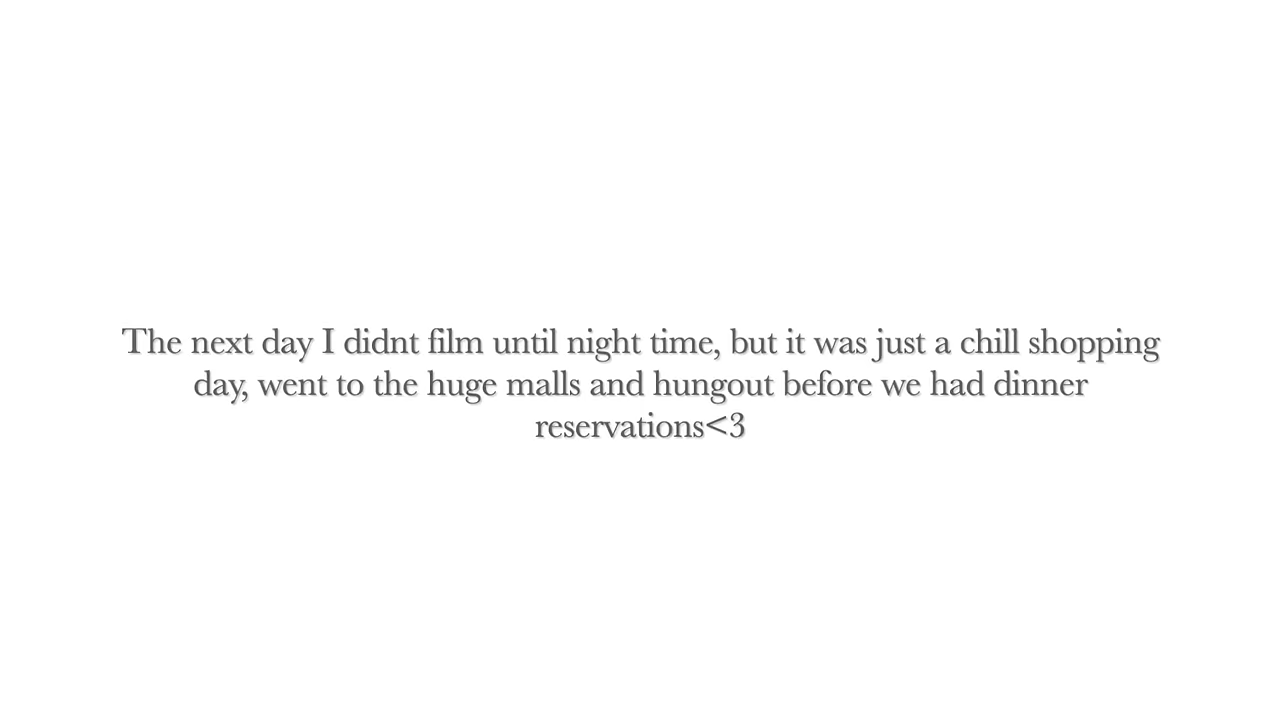 The next day I didnt film until night time, but it was just a chill shopping
day, went to the huge malls and hungout before we had dinner
reservations<3